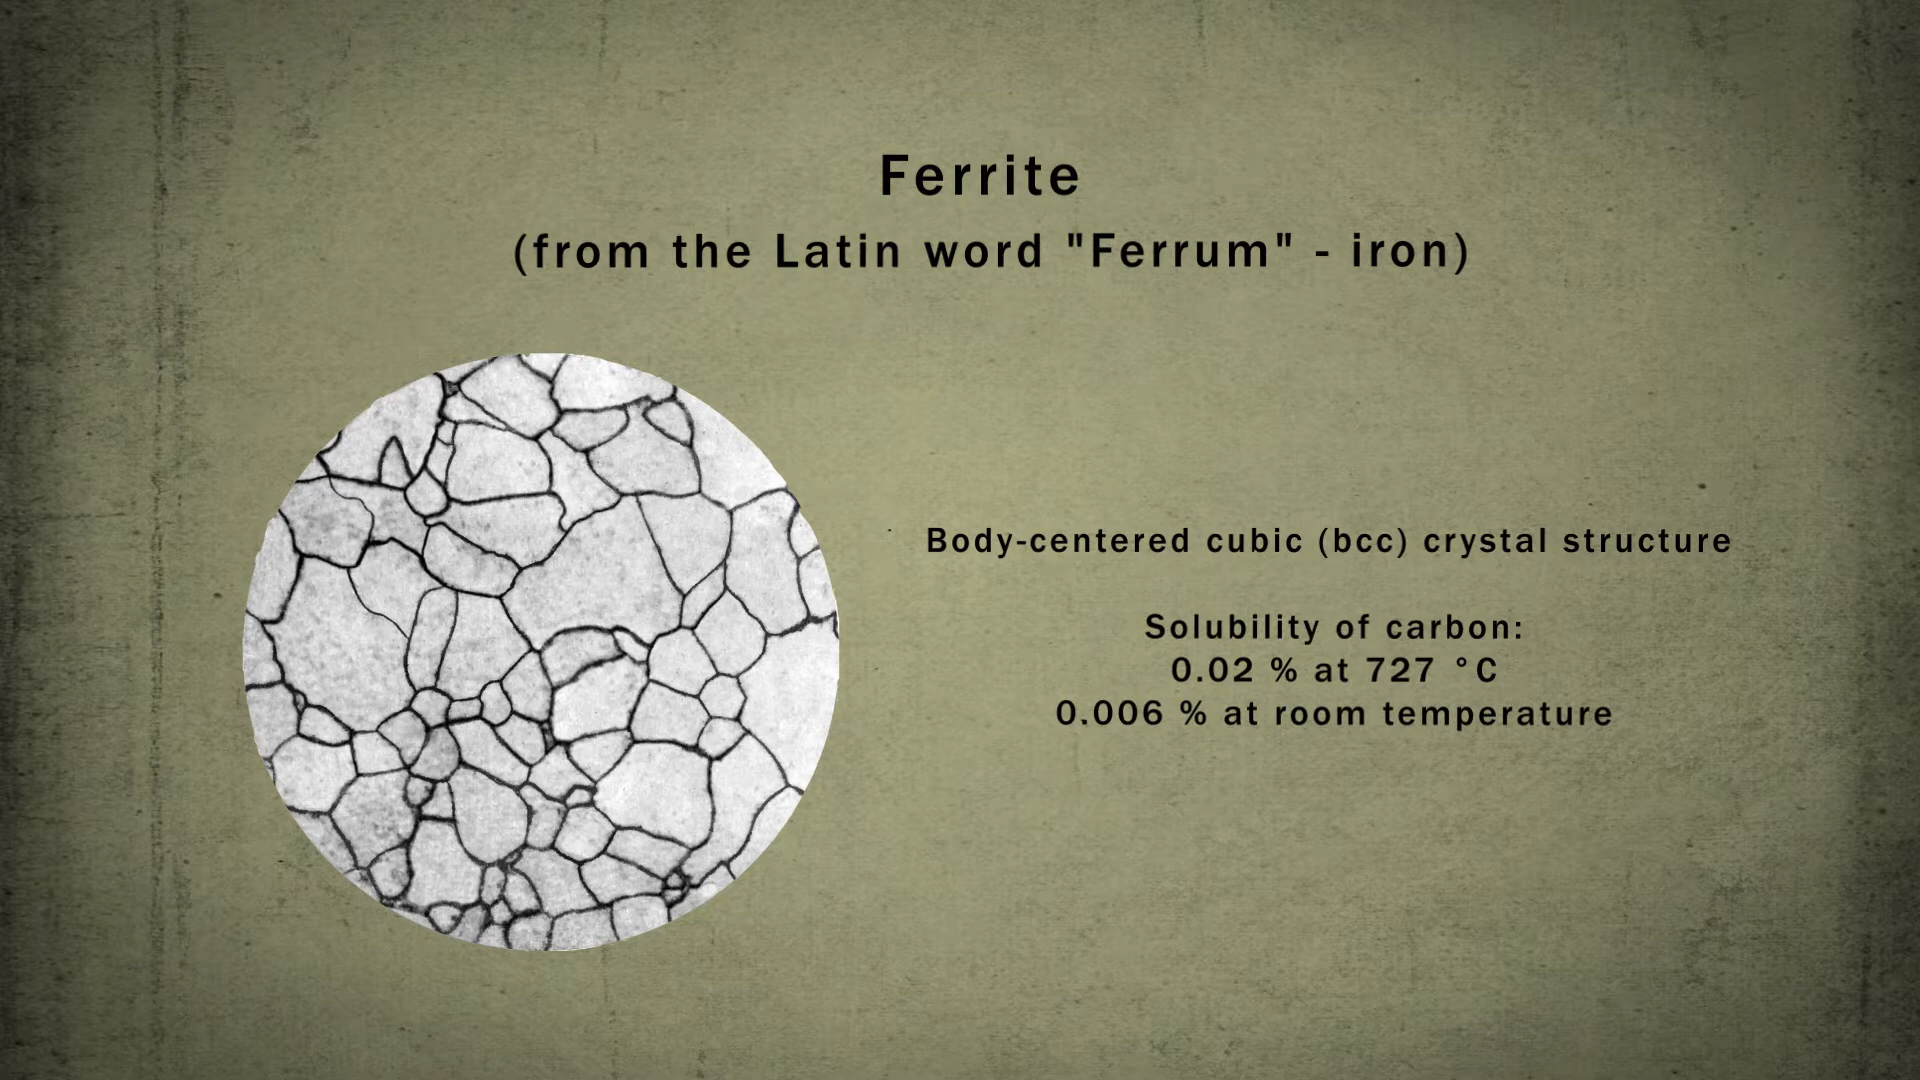 Ferrite
(from the Latin word "Ferrum" - iron)
Body-centered cubic (bcc) crystal structure
Solubility of carbon:
0.02 % at 727 °C
0.006 % at room temperature